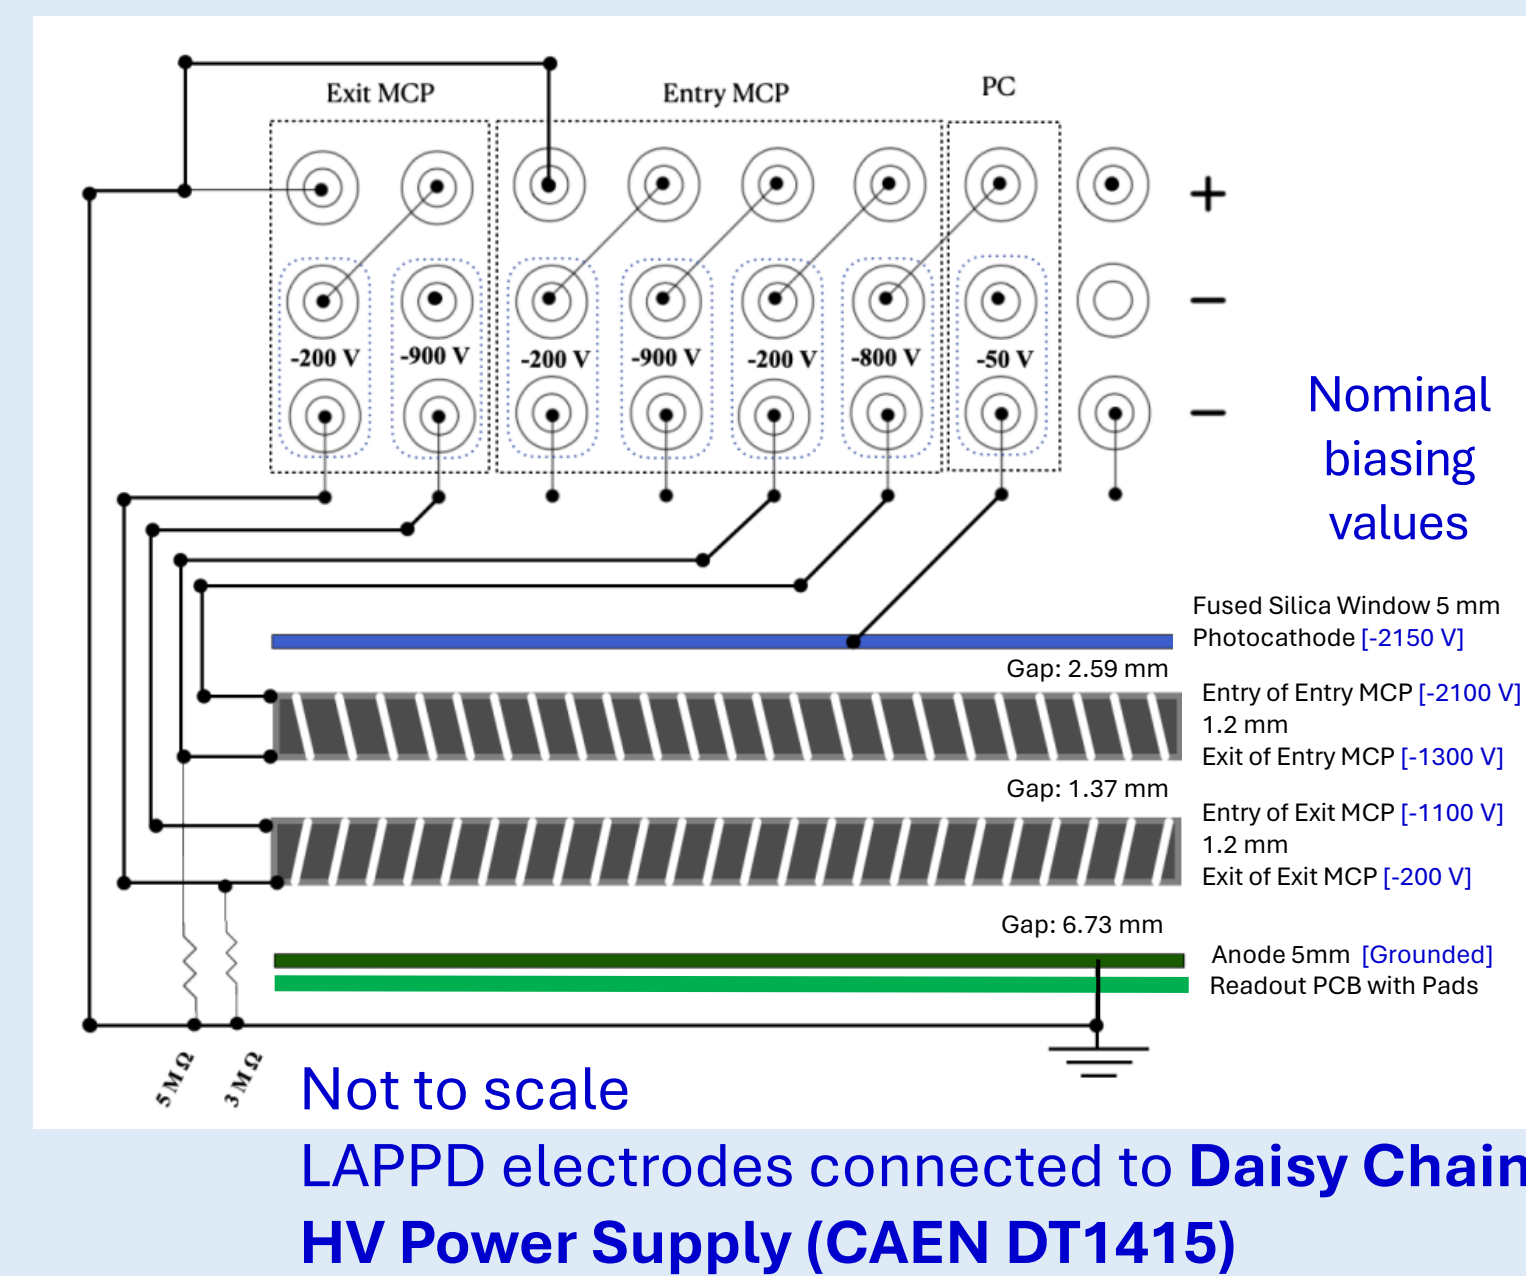 Exit MCP
Entry MCP
PC
+
−
-200 V
-900 V
-200 V
-900 V
-200 V
-800 V
-50 V
−
Nominal
biasing
values
Fused Silica Window 5 mm
Photocathode [-2150 V]
Gap: 2.59 mm
Entry of Entry MCP [-2100 V]
1.2 mm
Exit of Entry MCP [-1300 V]
Gap: 1.37 mm
Entry of Exit MCP [-1100 V]
1.2 mm
Exit of Exit MCP [-200 V]
Gap: 6.73 mm
Anode 5mm [Grounded]
Readout PCB with Pads
5 M Ω
3 M Ω
Not to scale
LAPPD electrodes connected to Daisy Chain
HV Power Supply (CAEN DT1415)